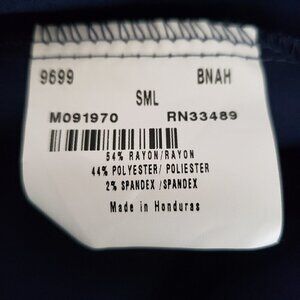 9699 BNAH
SML
M091970 RN33489
54% RAYON/RAYON
44% POLYESTER/ POLIESTER
2% SPANDEX /SPANDEX
Made in Honduras